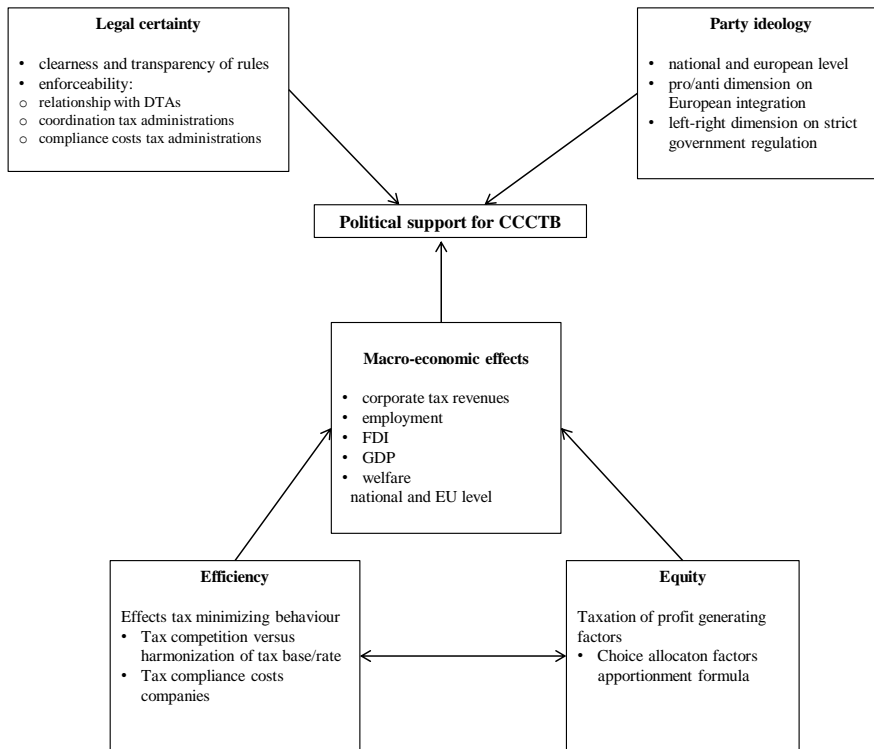 Legal certainty
• clearness and transparency of rules
• enforceability:
o relationship with DTAs
o coordination tax administrations
o compliance costs tax administrations
Party ideology
• national and european level
• pro/anti dimension on
European integration
• left-right dimension on strict
government regulation
Political support for CCCTB
Macro-economic effects
• corporate tax revenues
• employment
• FDI
• GDP
• welfare
national and EU level
Efficiency
Effects tax minimizing behaviour
• Tax competition versus
harmonization of tax base/rate
• Tax compliance costs
companies
Equity
Taxation of profit generating
factors
• Choice allocaton factors
apportionment formula